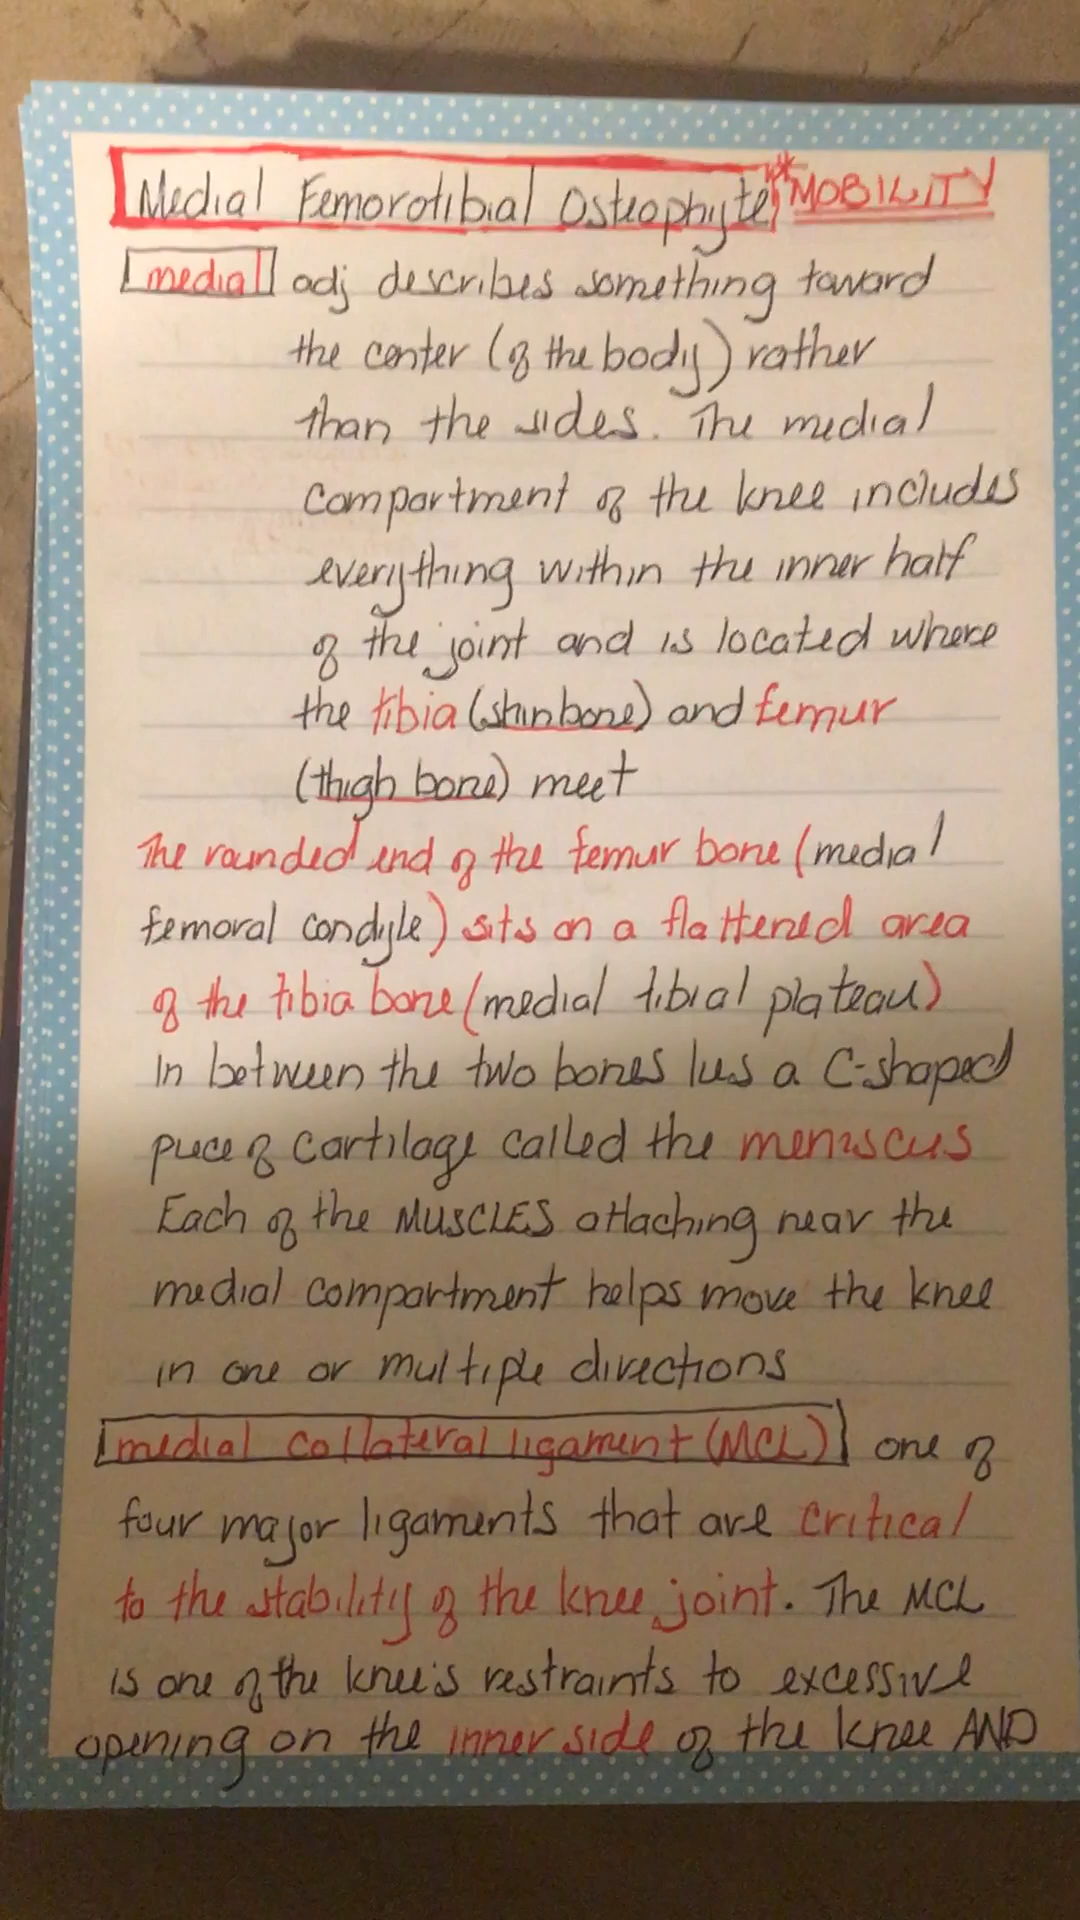 Medial Femorotibial Osteophyte * MOBILITY
medial adj describes something toward
the center (of the body) rather
than the sides. The medial
compartment of the knee includes
everything within the inner half
of the joint and is located where
the tibia (shinbone) and femur
(thigh bone) meet
The rounded end of the femur bone (medial
femoral condyle) sits on a flattened area
of the tibia bone (medial tibial plateau)
In between the two bones lies a C-shaped
piece of cartilage called the meniscus
Each of the MUSCLES attaching near the
medial compartment helps move the knee
in one or multiple directions
medial collateral ligament (MCL) one of
four major ligaments that are critical
to the stability of the knee joint. The MCL
is one of the knee's restraints to excessive
opening on the inner side of the knee AND